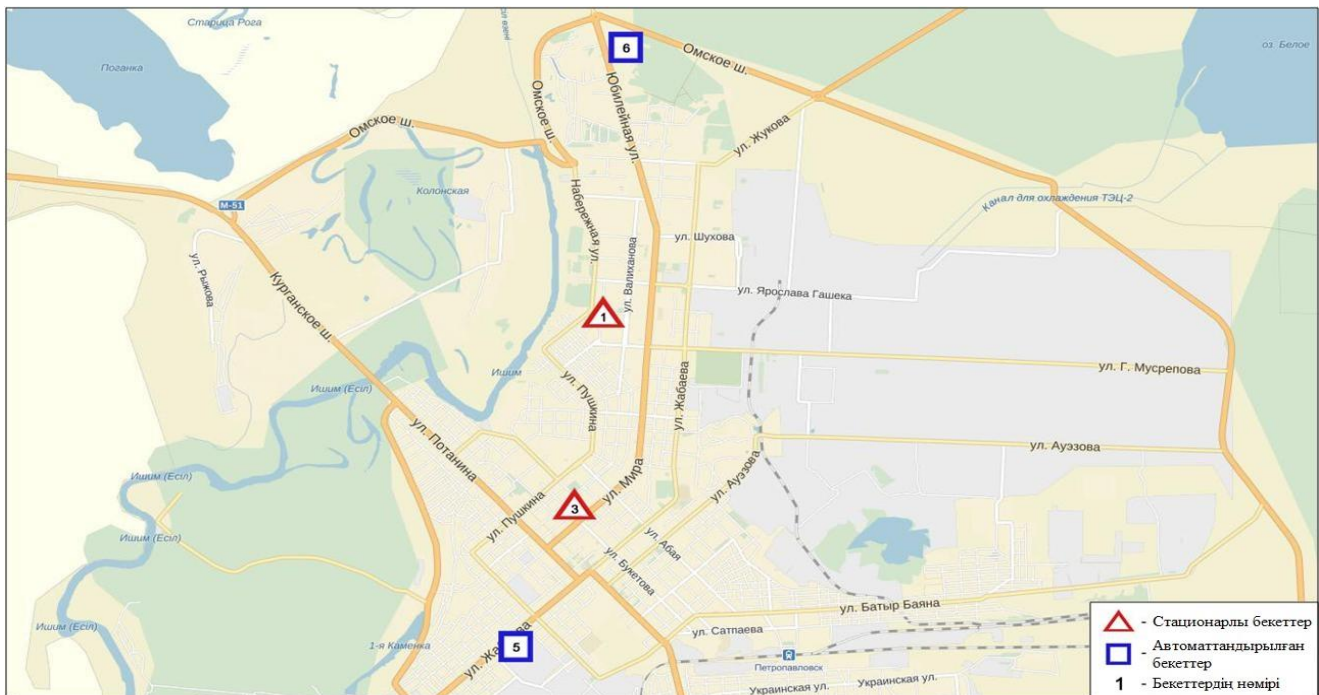 Старица Рога
Поганка
6
Омское ш.
оз. Белое
Юбилейная ул.
Омское ш.
Омское ш.
ул. Жукова
Колонская
М-51
Набережная ул.
Канал для охлаждения ТЭЦ-2
ул. Шухова
ул. Валиханова
ул. Рыжова
Курганское ш.
ул. Ярослава Гашека
1
Ишим
ул. Г. Мусрепова
Ишим (Есіл)
ул. Пушкина
ул. Жабаева
ул. Потанина
ул. Ауэзова
Ишим (Есіл)
ул. Мира
ул. Ауэзова
ул. Пушкина
3
Ишим (Есіл)
ул. Абая
ул. Букетова
ул. Батыр Баяна
Ишим (Есіл)
1-я Каменка
5
ул. Сатпаева
Петропавловск
Украинская ул.
Украинская ул.
- Стационарлы бекеттер
- Автоматтандырылған
бекеттер
1 - Бекеттердің нөмірі